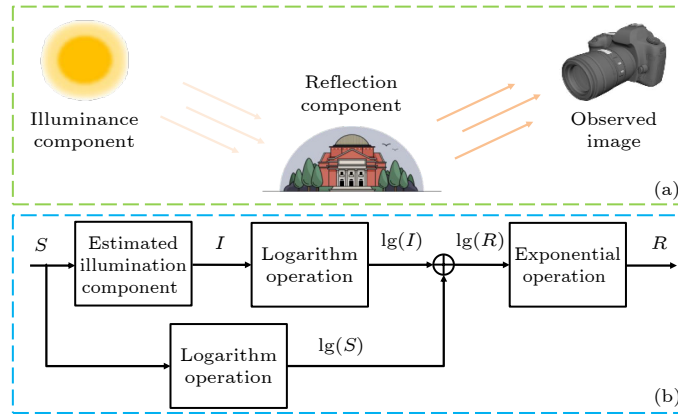 Illuminance
component
Reflection
component
Observed
image
(a)
S
Estimated
illumination
component
I
Logarithm
operation
lg(I)
lg(R)
Exponential
operation
R
Logarithm
operation
lg(S)
(b)